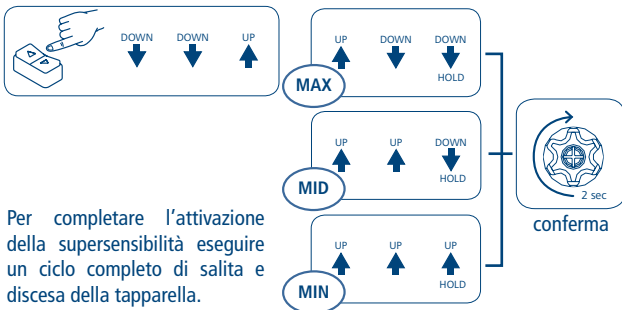 DOWN DOWN UP
UP DOWN DOWN
HOLD
MAX
UP UP DOWN
HOLD
MID
2 sec
conferma
UP UP UP
HOLD
MIN
Per completare l'attivazione
della supersensibilità eseguire
un ciclo completo di salita e
discesa della tapparella.